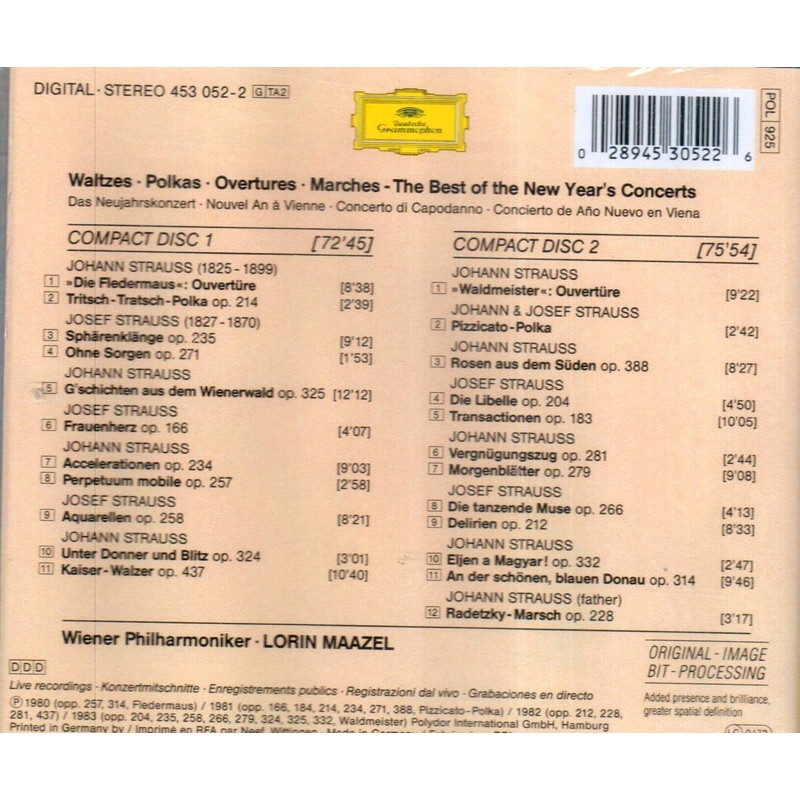 DIGITAL · STEREO 453 052-2 G TA2
Deutsche
Grammophon
0 28945 30522 6
POL 925
Waltzes · Polkas · Overtures · Marches - The Best of the New Year's Concerts
Das Neujahrskonzert · Nouvel An à Vienne · Concerto di Capodanno · Concierto de Año Nuevo en Viena
COMPACT DISC 1 [72'45]
JOHANN STRAUSS (1825-1899)
1 »Die Fledermaus«: Ouvertüre [8'38]
2 Tritsch-Tratsch-Polka op. 214 [2'39]
JOSEF STRAUSS (1827-1870)
3 Sphärenklänge op. 235 [9'12]
4 Ohne Sorgen op. 271 [1'53]
JOHANN STRAUSS
5 G'schichten aus dem Wienerwald op. 325 [12'12]
JOSEF STRAUSS
6 Frauenherz op. 166 [4'07]
JOHANN STRAUSS
7 Accelerationen op. 234 [9'03]
8 Perpetuum mobile op. 257 [2'58]
JOSEF STRAUSS
9 Aquarellen op. 258 [8'21]
JOHANN STRAUSS
10 Unter Donner und Blitz op. 324 [3'01]
11 Kaiser-Walzer op. 437 [10'40]
COMPACT DISC 2 [75'54]
JOHANN STRAUSS
1 »Waldmeister«: Ouvertüre [9'22]
JOHANN & JOSEF STRAUSS
2 Pizzicato-Polka [2'42]
JOHANN STRAUSS
3 Rosen aus dem Süden op. 388 [8'27]
JOSEF STRAUSS
4 Die Libelle op. 204 [4'50]
5 Transactionen op. 183 [10'05]
JOHANN STRAUSS
6 Vergnügungszug op. 281 [2'44]
7 Morgenblätter op. 279 [9'08]
JOSEF STRAUSS
8 Die tanzende Muse op. 266 [4'13]
9 Delirien op. 212 [8'33]
JOHANN STRAUSS
10 Eljen a Magyar! op. 332 [2'47]
11 An der schönen, blauen Donau op. 314 [9'46]
JOHANN STRAUSS (father)
12 Radetzky-Marsch op. 228 [3'17]
Wiener Philharmoniker · LORIN MAAZEL
ORIGINAL-IMAGE
BIT-PROCESSING
Added presence and brilliance,
greater spatial definition
DDD
Live recordings · Konzertmitschnitte · Enregistrements publics · Registrazioni dal vivo · Grabaciones en directo
℗ 1980 (opp. 257, 314, Fledermaus) / 1981 (opp. 166, 184, 214, 234, 271, 388, Pizzicato-Polka) / 1982 (opp. 212, 228,
281, 437) / 1983 (opp. 204, 235, 258, 266, 279, 324, 325, 332, Waldmeister) Polydor International GmbH, Hamburg
Printed in Germany by / Imprimé en RFA par Neef, Wittingen · Made in Germany